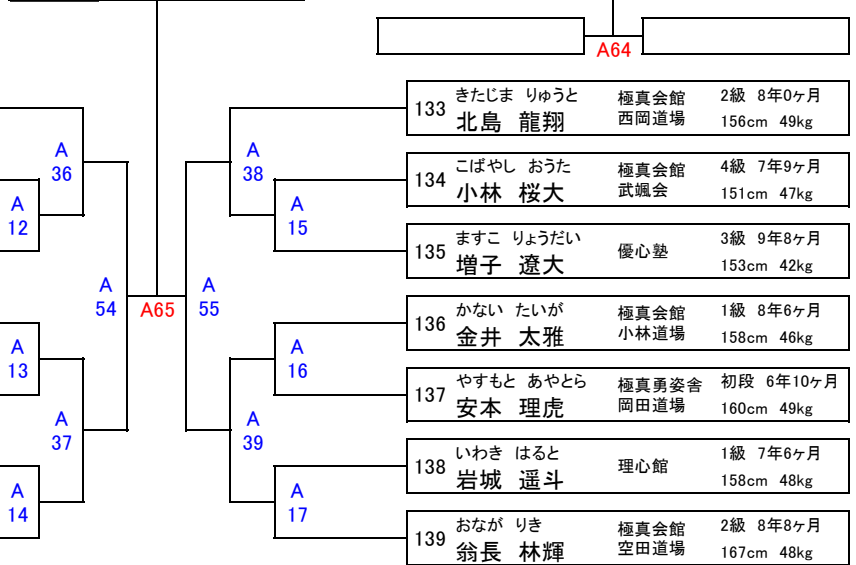 A64
A
36
A
12
A
54
A65
A
55
A
13
A
37
A
14
A
38
A
15
A
16
A
39
A
17
133 きたじま りゅうと 極真会館 2級 8年0ヶ月
北島 龍翔 西岡道場 156cm 49kg
134 こばやし おうた 極真会館 4級 7年9ヶ月
小林 桜大 武颯会 151cm 47kg
135 ますこ りょうだい 優心塾 3級 9年8ヶ月
増子 遼大 153cm 42kg
136 かない たいが 極真会館 1級 8年6ヶ月
金井 太雅 小林道場 158cm 46kg
137 やすもと あやとら 極真勇姿舎 初段 6年10ヶ月
安本 理虎 岡田道場 160cm 49kg
138 いわき はると 理心館 1級 7年6ヶ月
岩城 遥斗 158cm 48kg
139 おなが りき 極真会館 2級 8年8ヶ月
翁長 林輝 空田道場 167cm 48kg